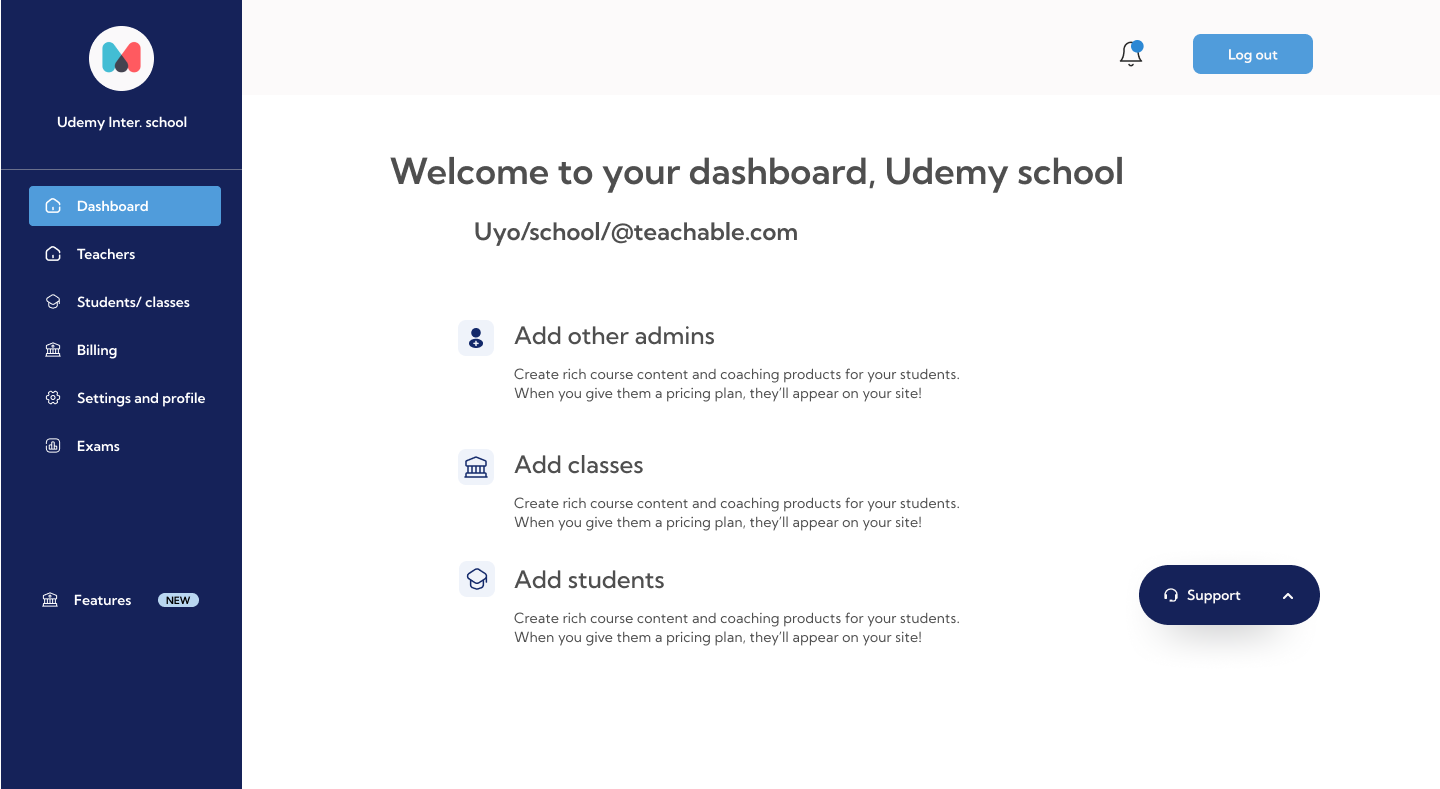 Udemy Inter. school
Dashboard
Teachers
Students/ classes
Billing
Settings and profile
Exams
Features NEW
Log out
Welcome to your dashboard, Udemy school
Uyo/school/@teachable.com
Add other admins
Create rich course content and coaching products for your students.
When you give them a pricing plan, they’ll appear on your site!
Add classes
Create rich course content and coaching products for your students.
When you give them a pricing plan, they’ll appear on your site!
Add students
Create rich course content and coaching products for your students.
When you give them a pricing plan, they’ll appear on your site!
Support